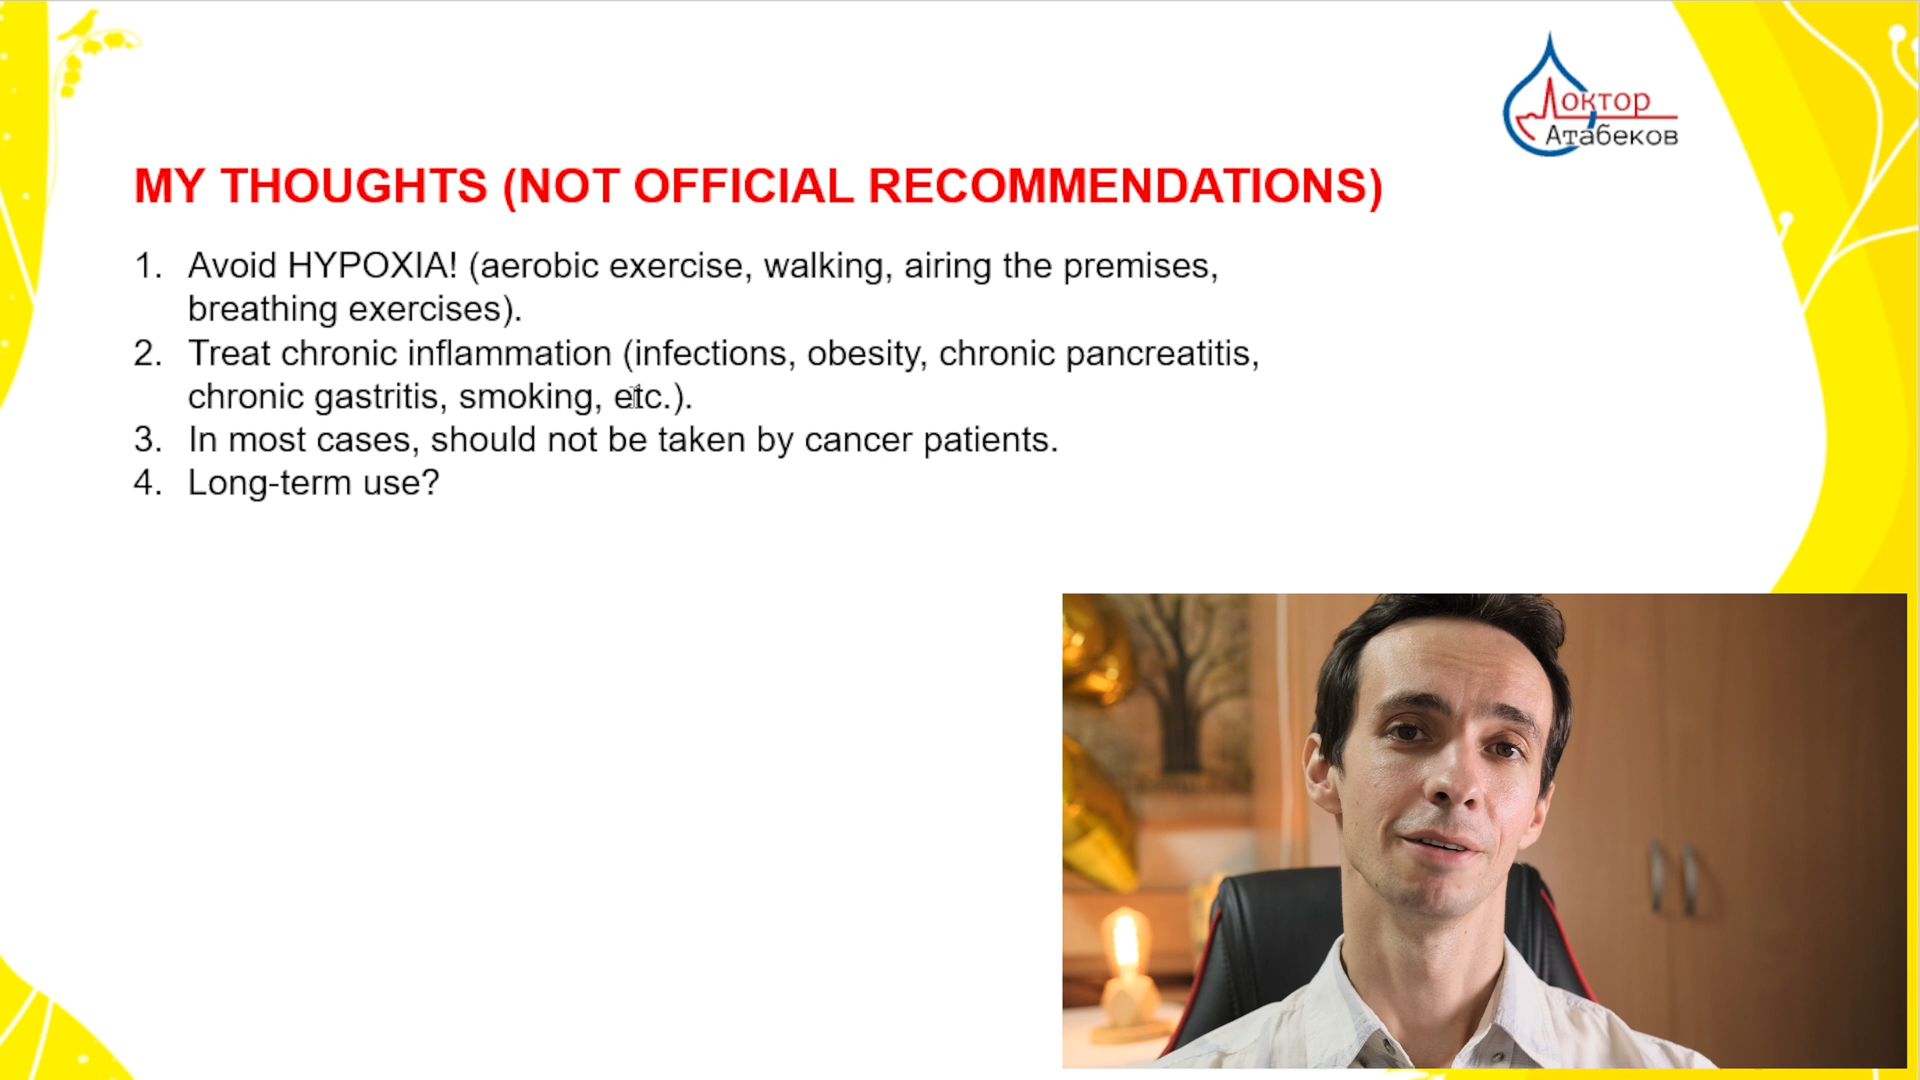 Доктор
Атабеков
MY THOUGHTS (NOT OFFICIAL RECOMMENDATIONS)
1. Avoid HYPOXIA! (aerobic exercise, walking, airing the premises,
breathing exercises).
2. Treat chronic inflammation (infections, obesity, chronic pancreatitis,
chronic gastritis, smoking, etc.).
3. In most cases, should not be taken by cancer patients.
4. Long-term use?